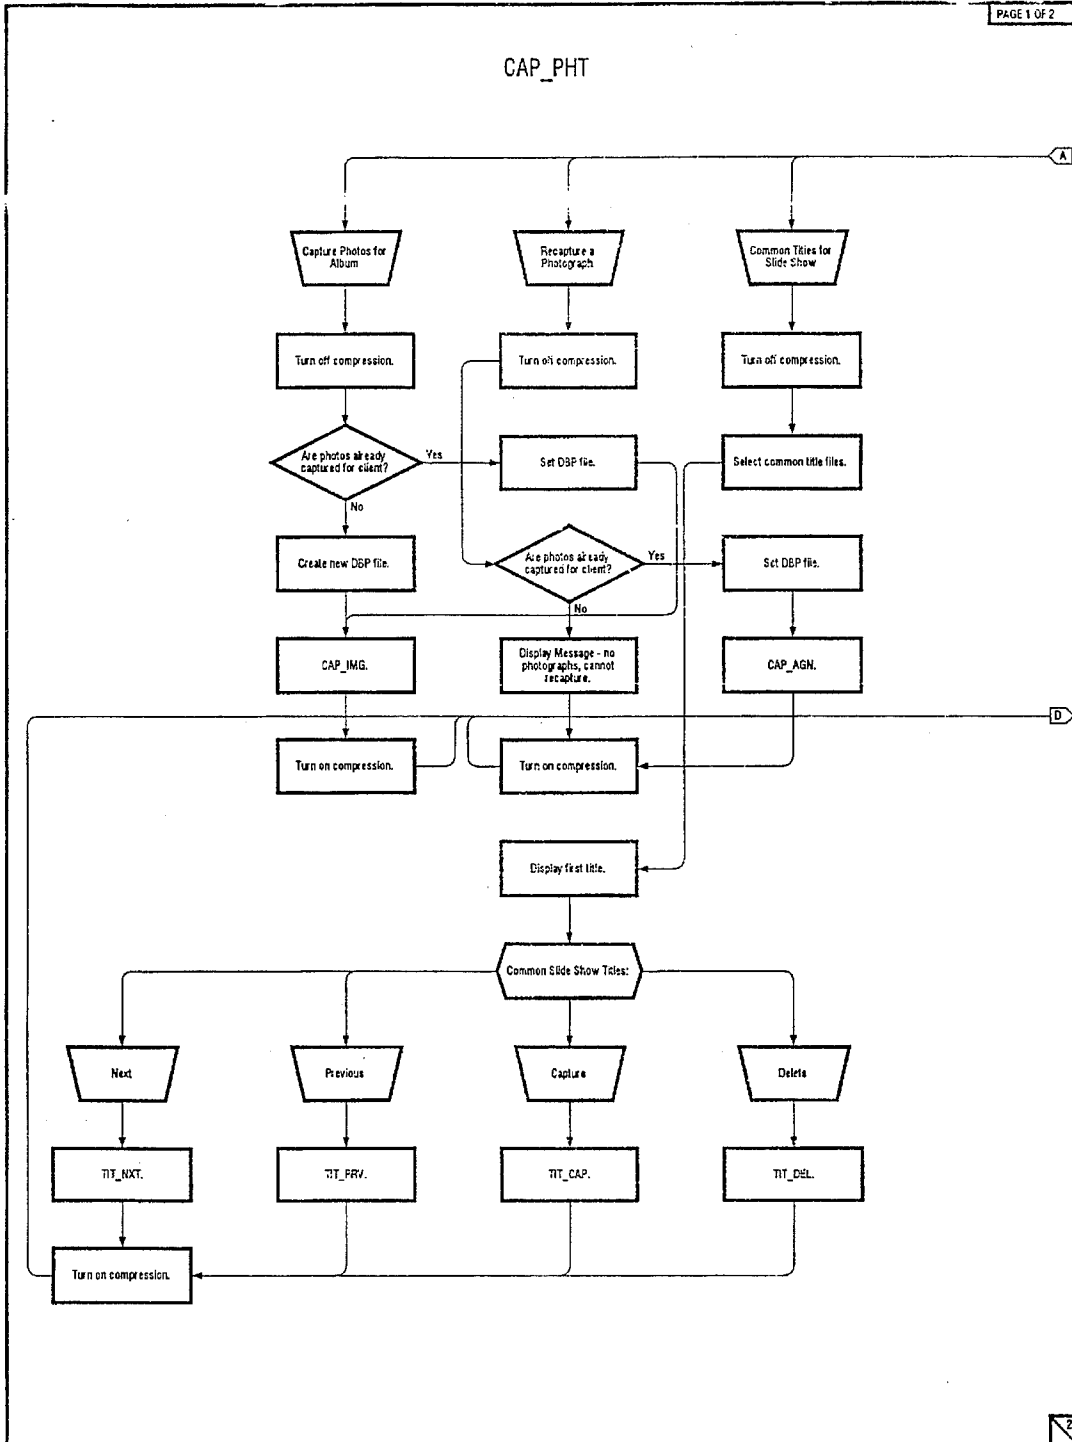 PAGE 1 OF 2
CAP_PHT
A
Capture Photos for
Album
Recapture a
Photograph
Common Titles for
Slide Show
Turn off compression.
Turn off compression.
Turn off compression.
Are photos already
captured for client?
Yes
Set DBP file.
Select common title files.
No
Create new DBP file.
Are photos already
captured for client?
Yes
Set DBP file.
No
CAP_IMG.
Display Message - no
photographs, cannot
recapture.
CAP_AGN.
D
Turn on compression.
Turn on compression.
Display first title.
Common Slide Show Titles:
Next
Previous
Capture
Delete
TIT_NXT.
TIT_PRV.
TIT_CAP.
TIT_DEL.
Turn on compression.
2